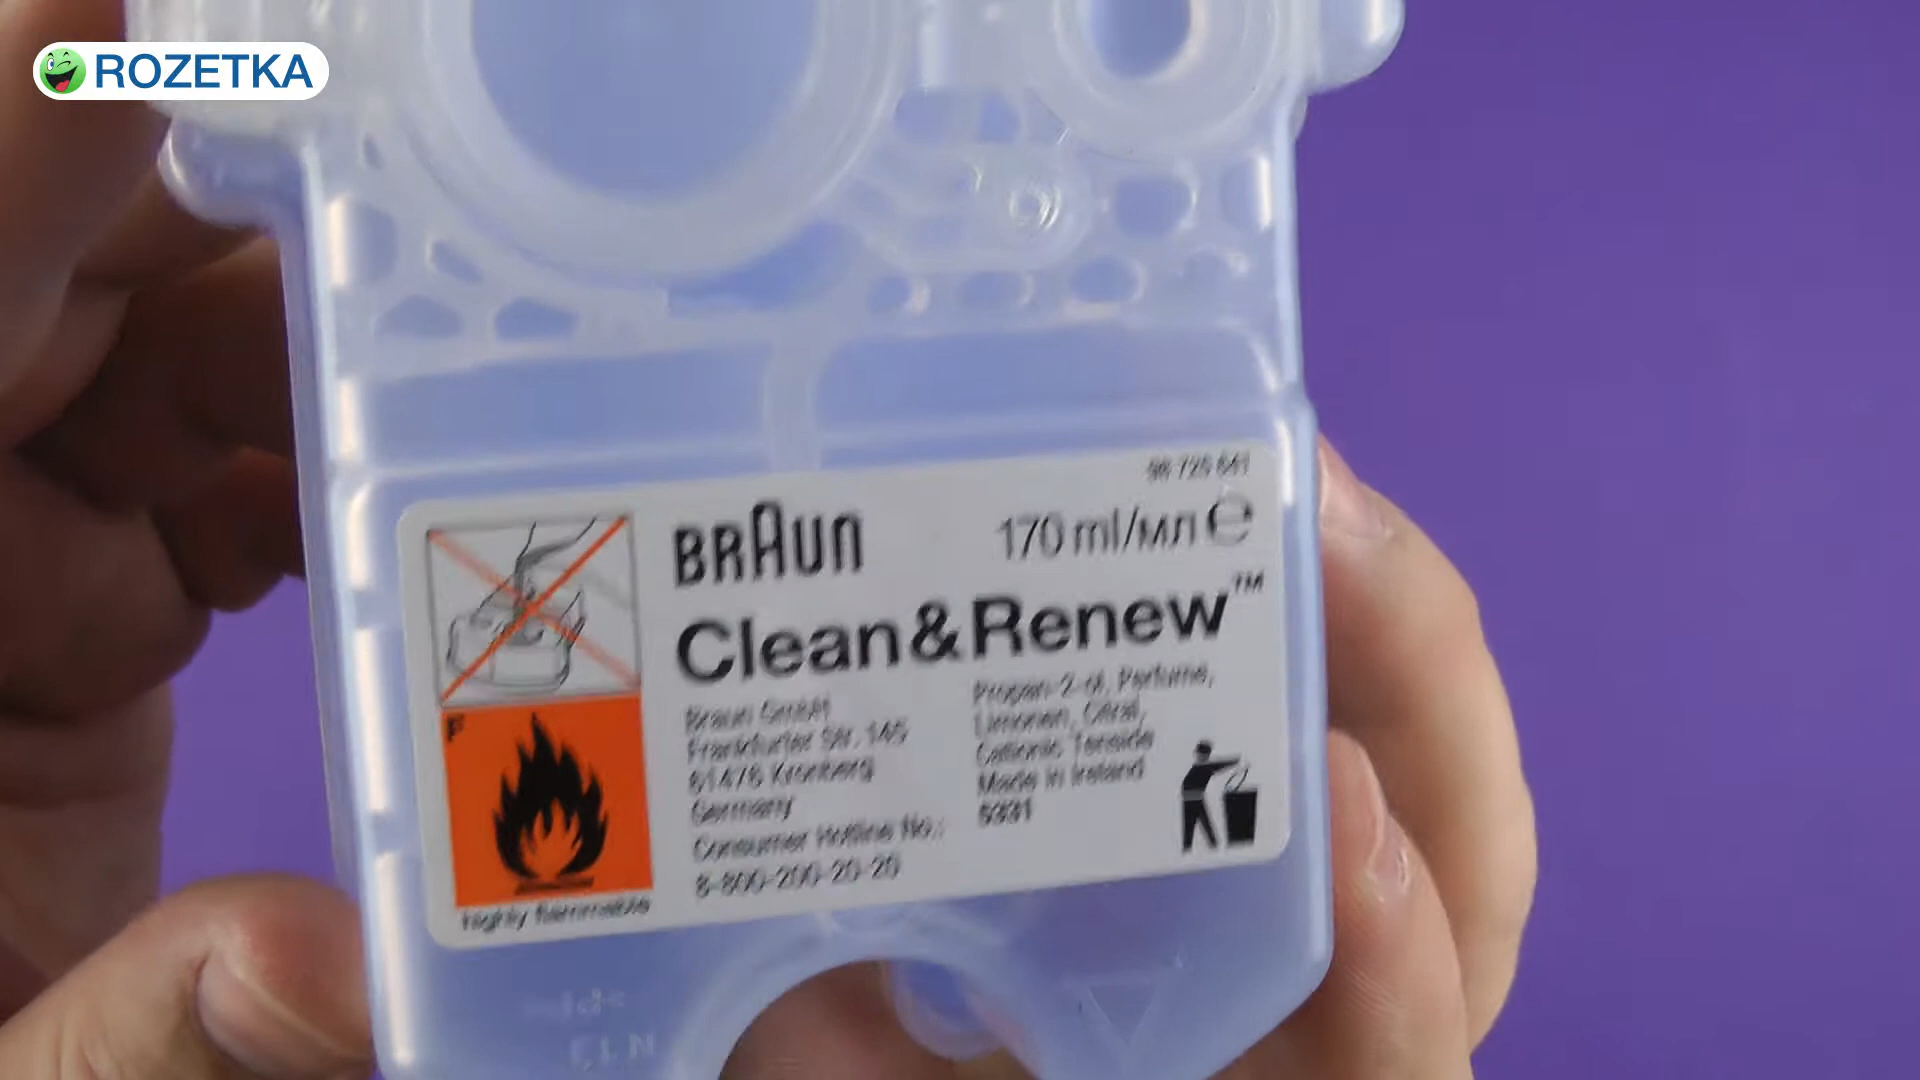 ROZETKA
BRAUN
170 ml/мл ℮
Clean&Renew™
Braun GmbH
Frankfurter Str. 145
61476 Kronberg
Germany
Consumer Hotline No.:
8-800-200-20-20
Propan-2-ol, Perfume,
Limonen, Citral,
Cationic Tenside
Made in Ireland
F
Highly flammable